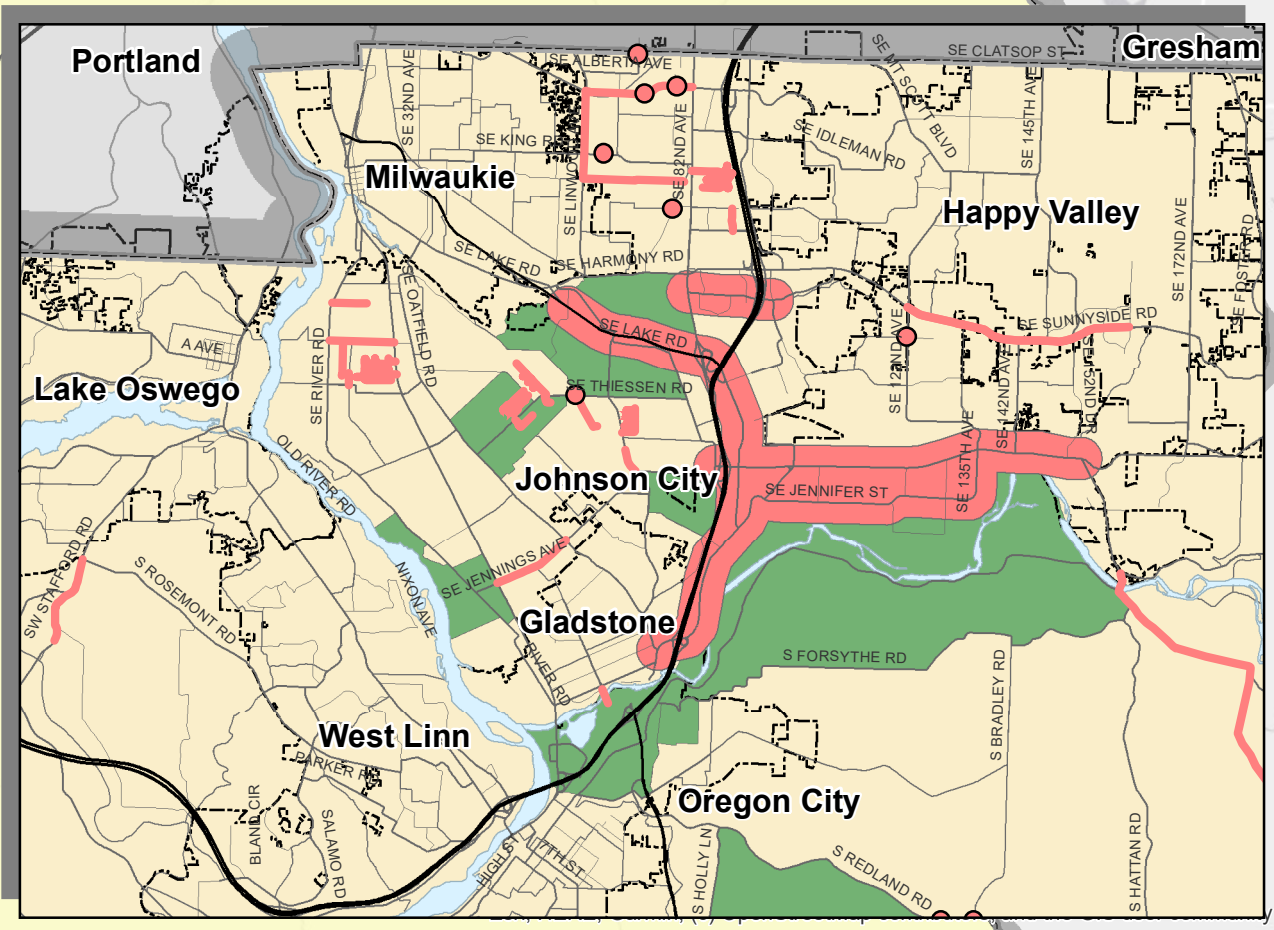 Portland
Gresham
SE CLATSOP ST
SE ALBERTA AVE
SE 32ND AVE
SE MT SCOTT BLVD
SE 145TH AVE
SE KING R
SE IDLEMAN RD
SE 82ND AVE
Milwaukie
SE LINW
Happy Valley
SE 172ND AVE
SE FOSTER RD
SE LAKE RD
SE HARMONY RD
SE OATFIELD RD
SE SUNNYSIDE RD
SE LAKE RD
A AVE
SE RIVER RD
SE 122ND AVE
SE 142ND AVE
SE 152ND DR
Lake Oswego
SE THIESSEN RD
SE 135TH AVE
OLD RIVER RD
Johnson City
SE JENNIFER ST
SW STAFFORD RD
S ROSEMONT RD
NIXON AVE
SE JENNINGS AVE
Gladstone
RIVER RD
S FORSYTHE RD
S BRADLEY RD
West Linn
PARKER R
Oregon City
BLAND CIR
SALAMO RD
HIGH ST
17TH ST
S HOLLY LN
S REDLAND RD
S HATTAN RD